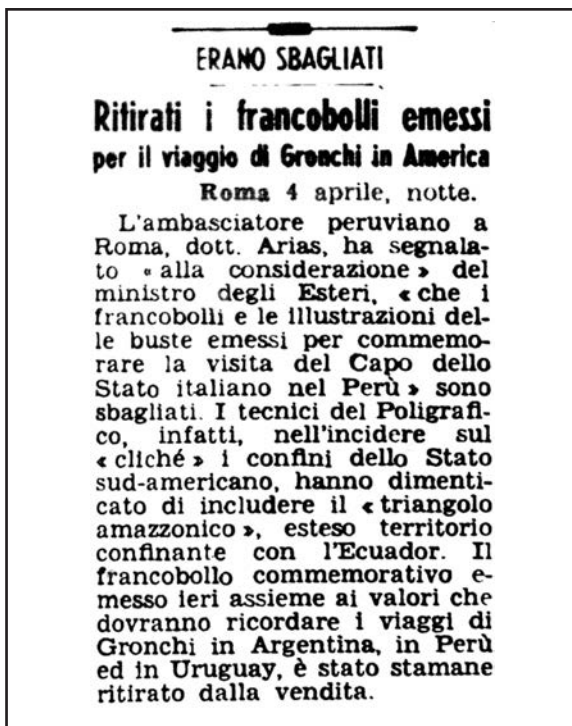 ERANO SBAGLIATI
Ritirati i francobolli emessi
per il viaggio di Gronchi in America
Roma 4 aprile, notte.
L'ambasciatore peruviano a
Roma, dott. Arias, ha segnala-
to « alla considerazione » del
ministro degli Esteri, « che i
francobolli e le illustrazioni del-
le buste emessi per commemo-
rare la visita del Capo dello
Stato italiano nel Perù » sono
sbagliati. I tecnici del Poligrafi-
co, infatti, nell'incidere sul
« cliché » i confini dello Stato
sud-americano, hanno dimenti-
cato di includere il « triangolo
amazzonico », esteso territorio
confinante con l'Ecuador. Il
francobollo commemorativo e-
messo ieri assieme ai valori che
dovranno ricordare i viaggi di
Gronchi in Argentina, in Perù
ed in Uruguay, è stato stamane
ritirato dalla vendita.